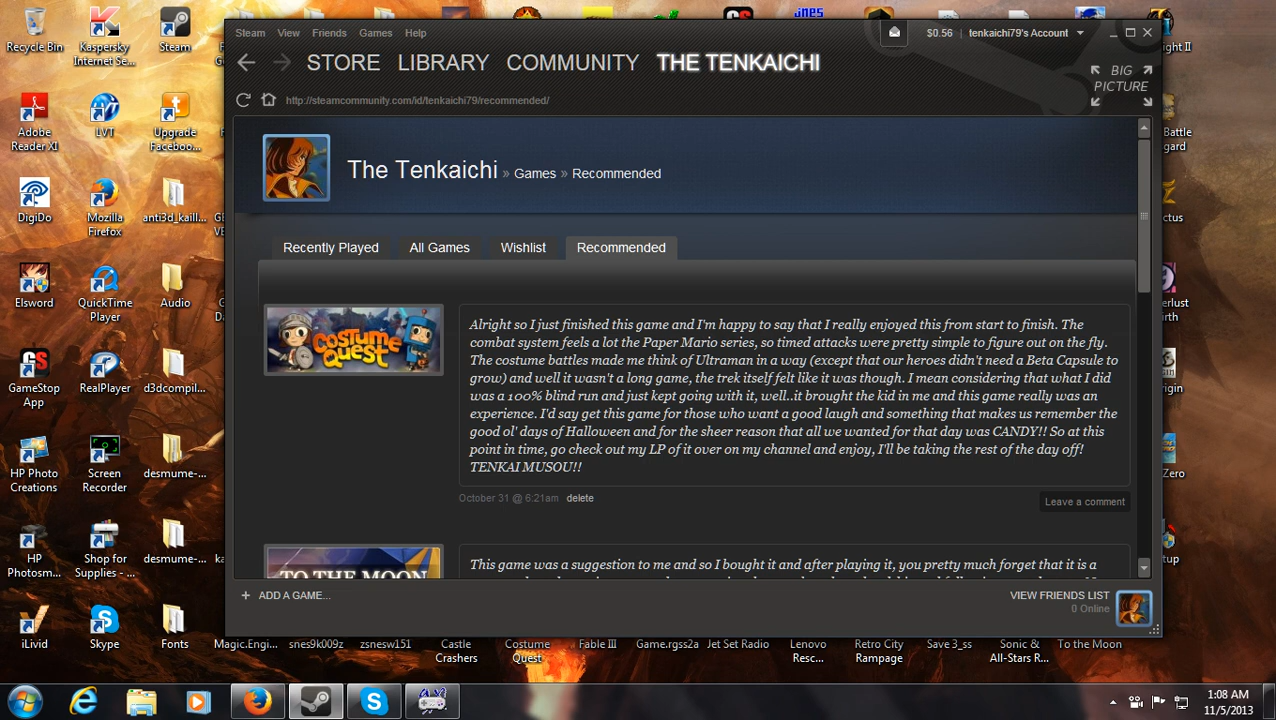 Steam View Friends Games Help
$0.56 | tenkaichi79's Account
STORE LIBRARY COMMUNITY THE TENKAICHI
BIG
PICTURE
http://steamcommunity.com/id/tenkaichi79/recommended/
The Tenkaichi » Games » Recommended
Recently Played All Games Wishlist Recommended
COSTUME
QUEST
Alright so I just finished this game and I'm happy to say that I really enjoyed this from start to finish. The
combat system feels a lot the Paper Mario series, so timed attacks were pretty simple to figure out on the fly.
The costume battles made me think of Ultraman in a way (except that our heroes didn't need a Beta Capsule to
grow) and well it wasn't a long game, the trek itself felt like it was though. I mean considering that what I did
was a 100% blind run and just kept going with it, well..it brought the kid in me and this game really was an
experience. I'd say get this game for those who want a good laugh and something that makes us remember the
good ol' days of Halloween and for the sheer reason that all we wanted for that day was CANDY!! So at this
point in time, go check out my LP of it over on my channel and enjoy, I'll be taking the rest of the day off!
TENKAI MUSOU!!
October 31 @ 6:21am delete
Leave a comment
TO THE MOON
This game was a suggestion to me and so I bought it and after playing it, you pretty much forget that it is a
+ ADD A GAME...
VIEW FRIENDS LIST
0 Online
Recycle Bin
Kaspersky
Internet Se...
Steam
Adobe
Reader XI
LVT
Upgrade
Faceboo...
DigiDo
Mozilla
Firefox
anti3d_kaill...
Elsword
QuickTime
Player
Audio
GameStop
App
RealPlayer
d3dcompil...
HP Photo
Creations
Screen
Recorder
desmume-...
HP
Photosm...
Shop for
Supplies - ...
desmume-...
iLivid
Skype
Fonts
Magic.Engi...
snes9k009z
zsnesw151
Castle
Crashers
Costume
Quest
Fable III
Game.rgss2a
Jet Set Radio
Lenovo
Resc...
Retro City
Rampage
Save 3_ss
Sonic &
All-Stars R...
To the Moon
jnes
ght II
Battle
gard
ctus
erlust
irth
rigin
Zero
tup
1:08 AM
11/5/2013